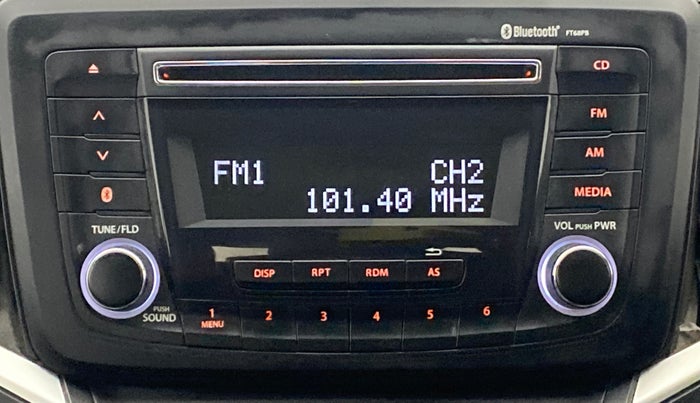 Bluetooth® FT68PB
CD
FM
AM
MEDIA
FM1 CH2
101.40 MHz
TUNE/FLD
VOL PUSH PWR
DISP RPT RDM AS
PUSH
SOUND
1 2 3 4 5 6
MENU